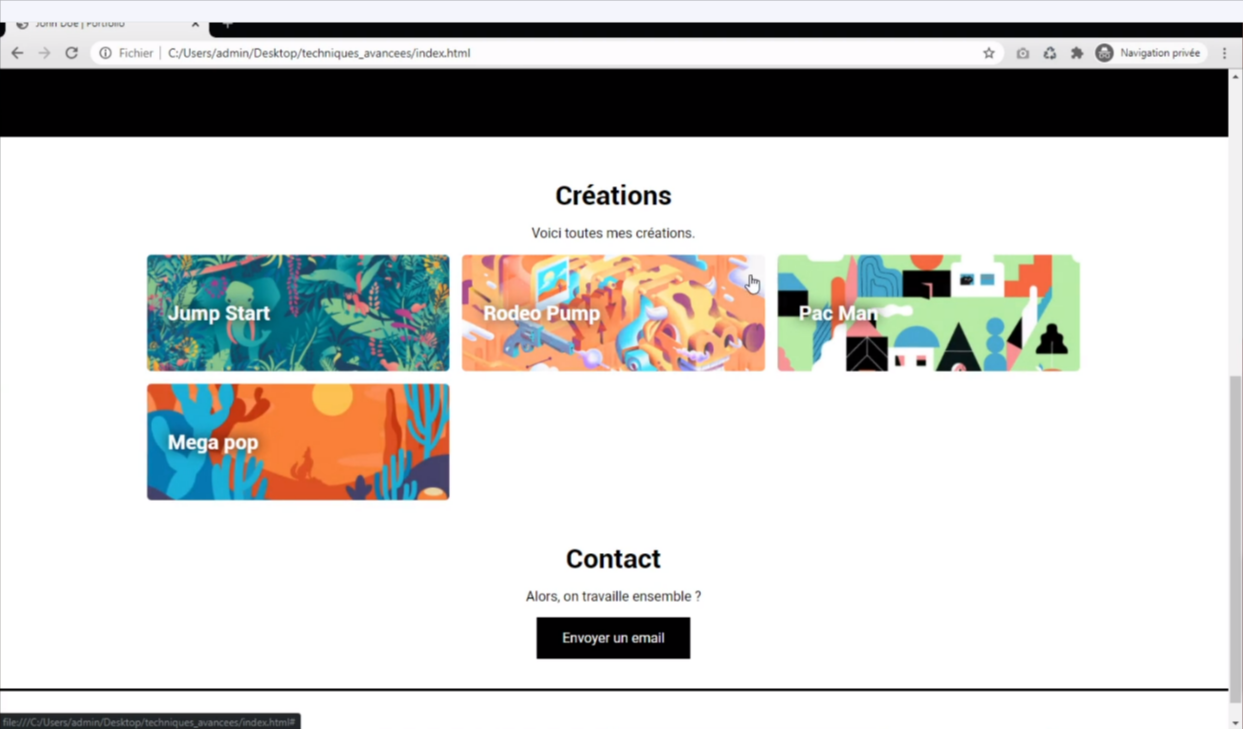 John Doe | Portfolio
Fichier
C:/Users/admin/Desktop/techniques_avancees/index.html
Navigation privée
Créations
Voici toutes mes créations.
Jump Start
Rodeo Pump
Pac Man
Mega pop
Contact
Alors, on travaille ensemble ?
Envoyer un email
file:///C:/Users/admin/Desktop/techniques_avancees/index.html#